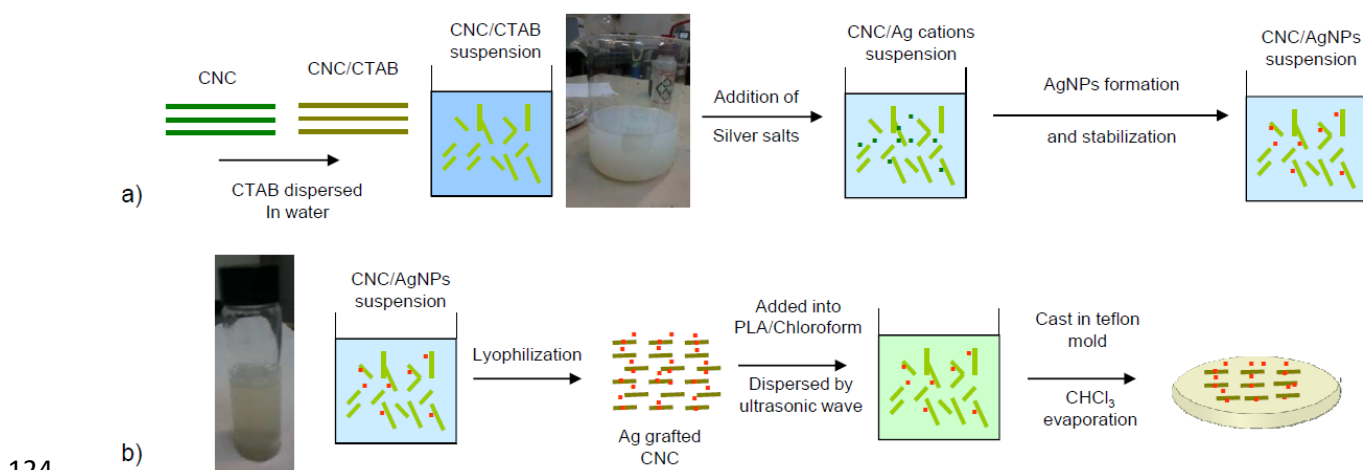 CNC
CNC/CTAB
CTAB dispersed
In water
CNC/CTAB
suspension
Addition of
Silver salts
CNC/Ag cations
suspension
AgNPs formation
and stabilization
CNC/AgNPs
suspension
a)
CNC/AgNPs
suspension
Lyophilization
Ag grafted
CNC
Added into
PLA/Chloroform
Dispersed by
ultrasonic wave
Cast in teflon
mold
CHCl₃
evaporation
b)
124